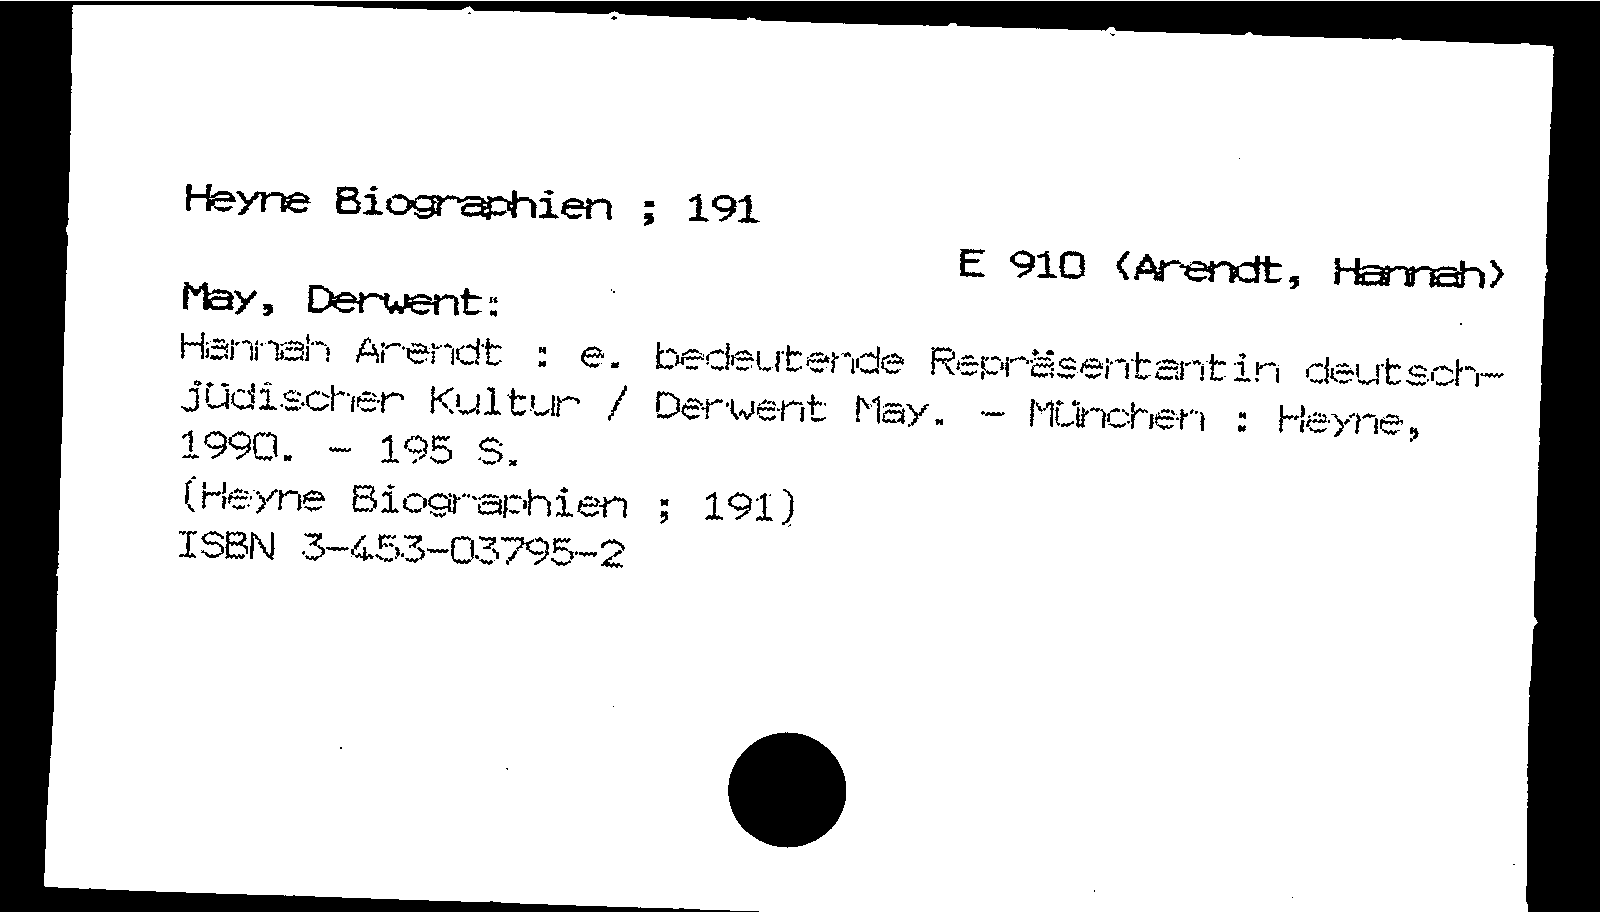 Heyne Biographien ; 191
E 910 (Arendt, Hannah)
May, Derwent:
Hannah Arendt : e. bedeutende Repräsentantin deutsch-
jüdischer Kultur / Derwent May. - München : Heyne,
1990. - 195 S.
(Heyne Biographien ; 191)
ISBN 3-453-03795-2